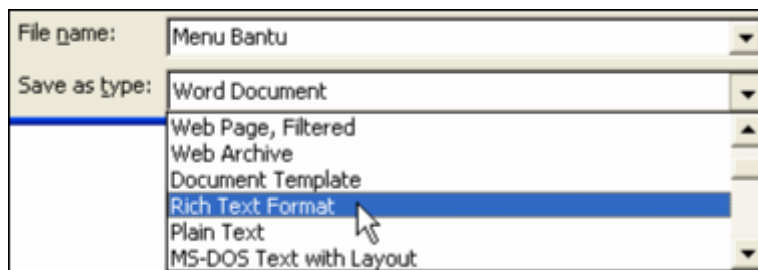 File name: Menu Bantu
Save as type: Word Document
Web Page, Filtered
Web Archive
Document Template
Rich Text Format
Plain Text
MS-DOS Text with Layout